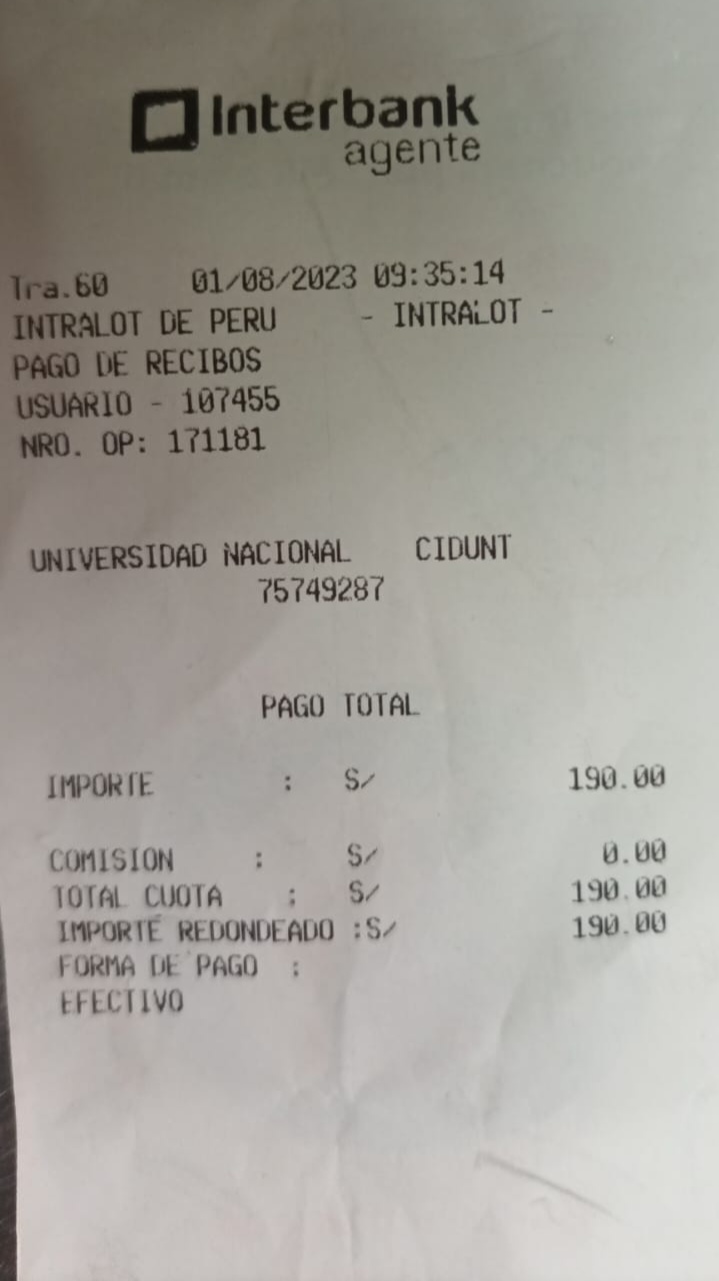 Interbank
agente
Tra.60 01/08/2023 09:35:14
INTRALOT DE PERU - INTRALOT -
PAGO DE RECIBOS
USUARIO - 107455
NRO. OP: 171181
UNIVERSIDAD NACIONAL CIDUNT
75749287
PAGO TOTAL
IMPORTE : S/ 190.00
COMISION : S/ 0.00
TOTAL CUOTA : S/ 190.00
IMPORTE REDONDEADO :S/ 190.00
FORMA DE PAGO :
EFECTIVO